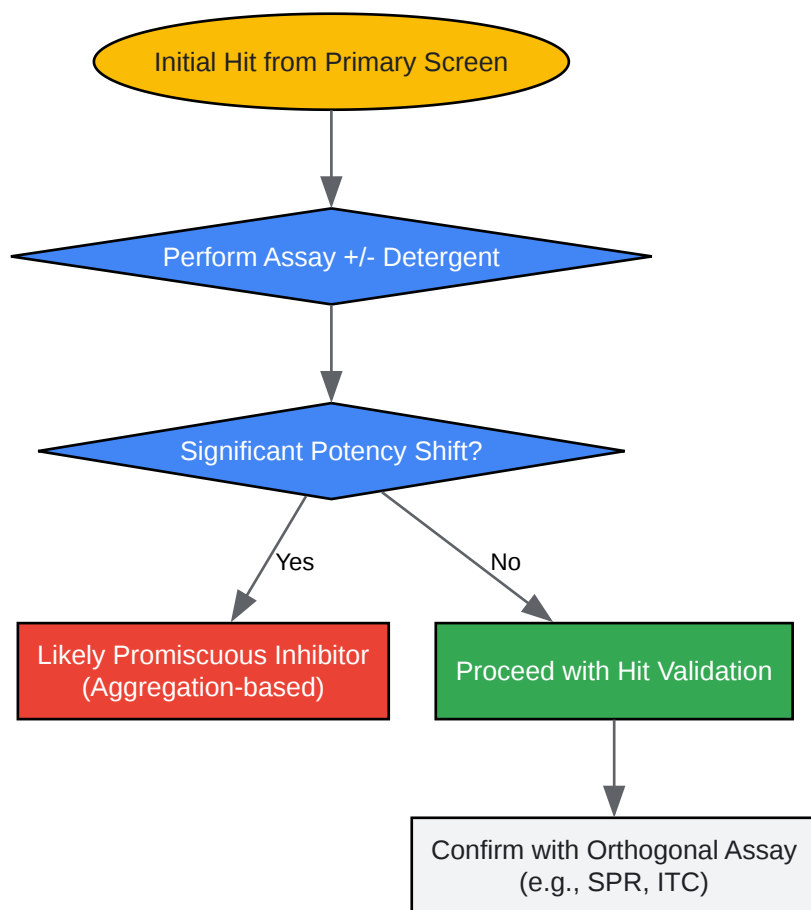 Initial Hit from Primary Screen
Perform Assay +/- Detergent
Significant Potency Shift?
Yes
No
Likely Promiscuous Inhibitor
(Aggregation-based)
Proceed with Hit Validation
Confirm with Orthogonal Assay
(e.g., SPR, ITC)